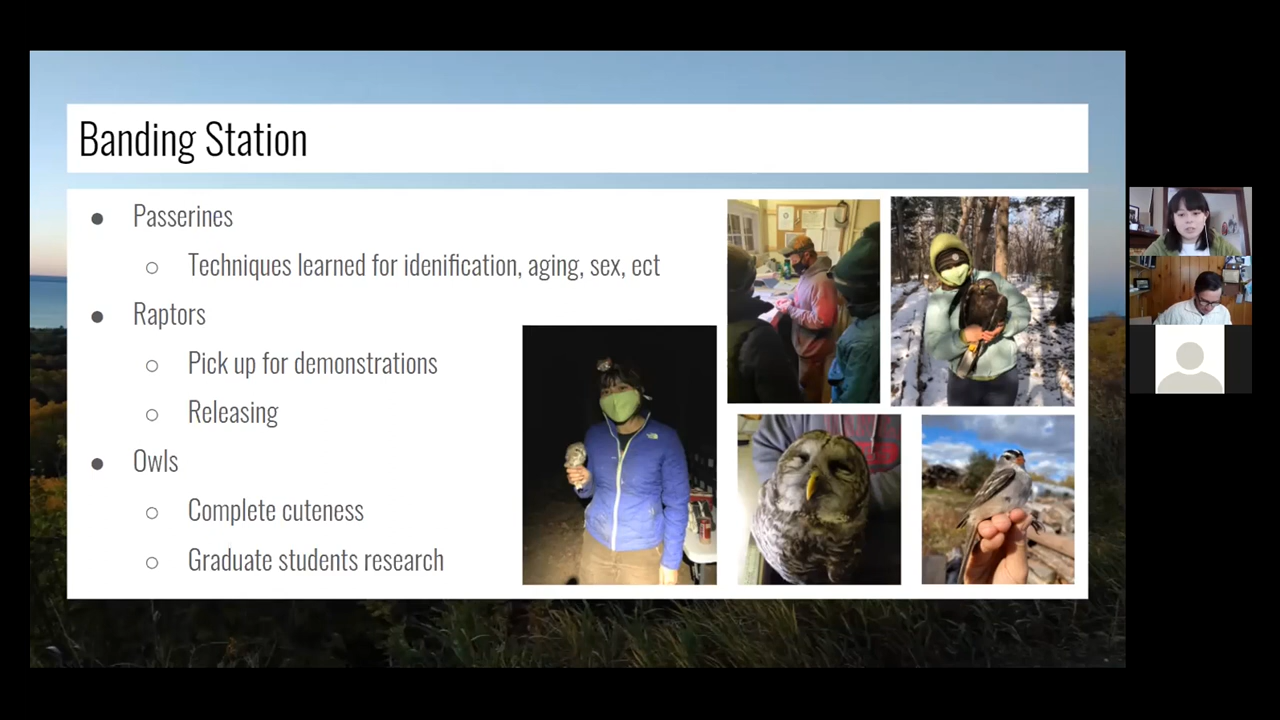 Banding Station
● Passerines
○ Techniques learned for idenification, aging, sex, ect
● Raptors
○ Pick up for demonstrations
○ Releasing
● Owls
○ Complete cuteness
○ Graduate students research